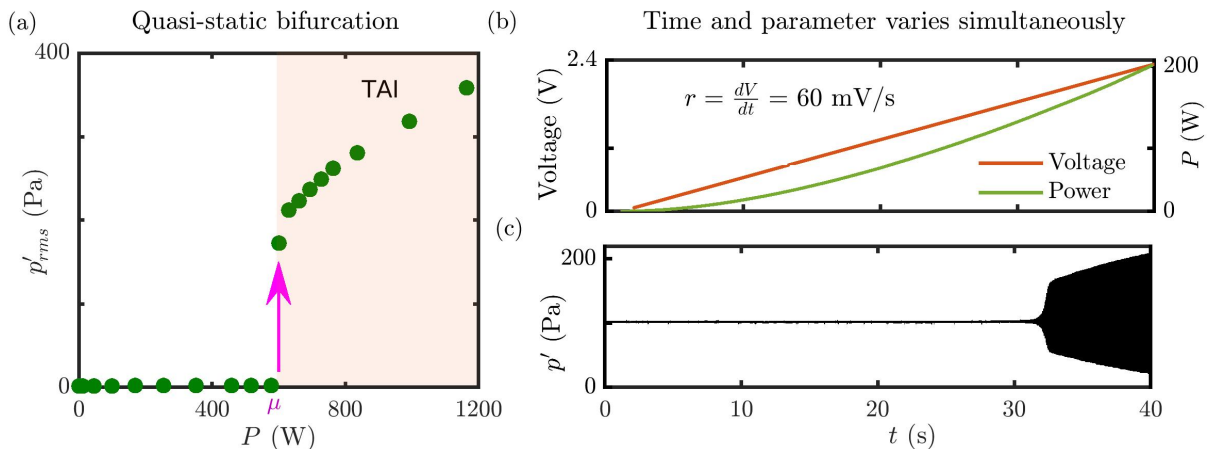 (a)
Quasi-static bifurcation
400
p'rms (Pa)
0
TAI
0
μ
400
800
1200
P (W)
(b)
Time and parameter varies simultaneously
2.4
Voltage (V)
0
r = dV/dt = 60 mV/s
Voltage
Power
200
P (W)
0
(c)
200
p' (Pa)
100
0
0
10
20
30
40
t (s)